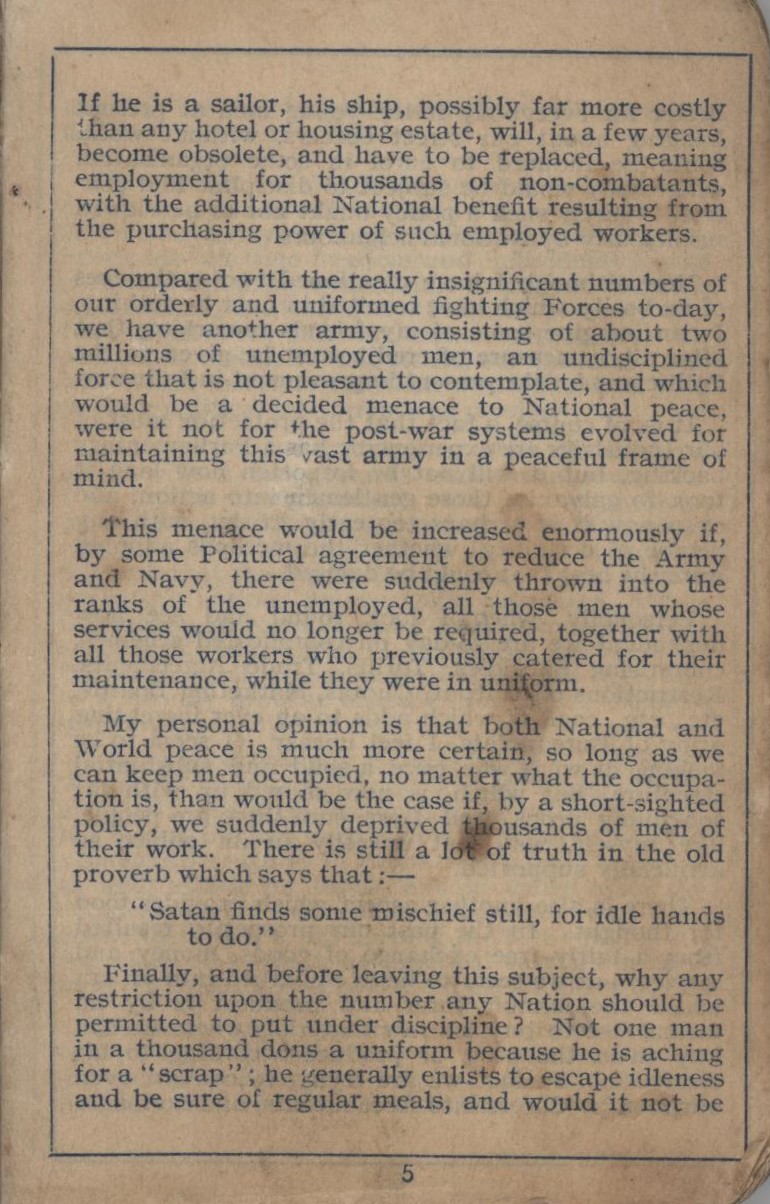 If he is a sailor, his ship, possibly far more costly
than any hotel or housing estate, will, in a few years,
become obsolete, and have to be replaced, meaning
employment for thousands of non-combatants,
with the additional National benefit resulting from
the purchasing power of such employed workers.
Compared with the really insignificant numbers of
our orderly and uniformed fighting Forces to-day,
we have another army, consisting of about two
millions of unemployed men, an undisciplined
force that is not pleasant to contemplate, and which
would be a decided menace to National peace,
were it not for the post-war systems evolved for
maintaining this vast army in a peaceful frame of
mind.
This menace would be increased enormously if,
by some Political agreement to reduce the Army
and Navy, there were suddenly thrown into the
ranks of the unemployed, all those men whose
services would no longer be required, together with
all those workers who previously catered for their
maintenance, while they were in uniform.
My personal opinion is that both National and
World peace is much more certain, so long as we
can keep men occupied, no matter what the occupa-
tion is, than would be the case if, by a short-sighted
policy, we suddenly deprived thousands of men of
their work. There is still a lot of truth in the old
proverb which says that :—
"Satan finds some mischief still, for idle hands
to do."
Finally, and before leaving this subject, why any
restriction upon the number any Nation should be
permitted to put under discipline? Not one man
in a thousand dons a uniform because he is aching
for a "scrap"; he generally enlists to escape idleness
and be sure of regular meals, and would it not be
5